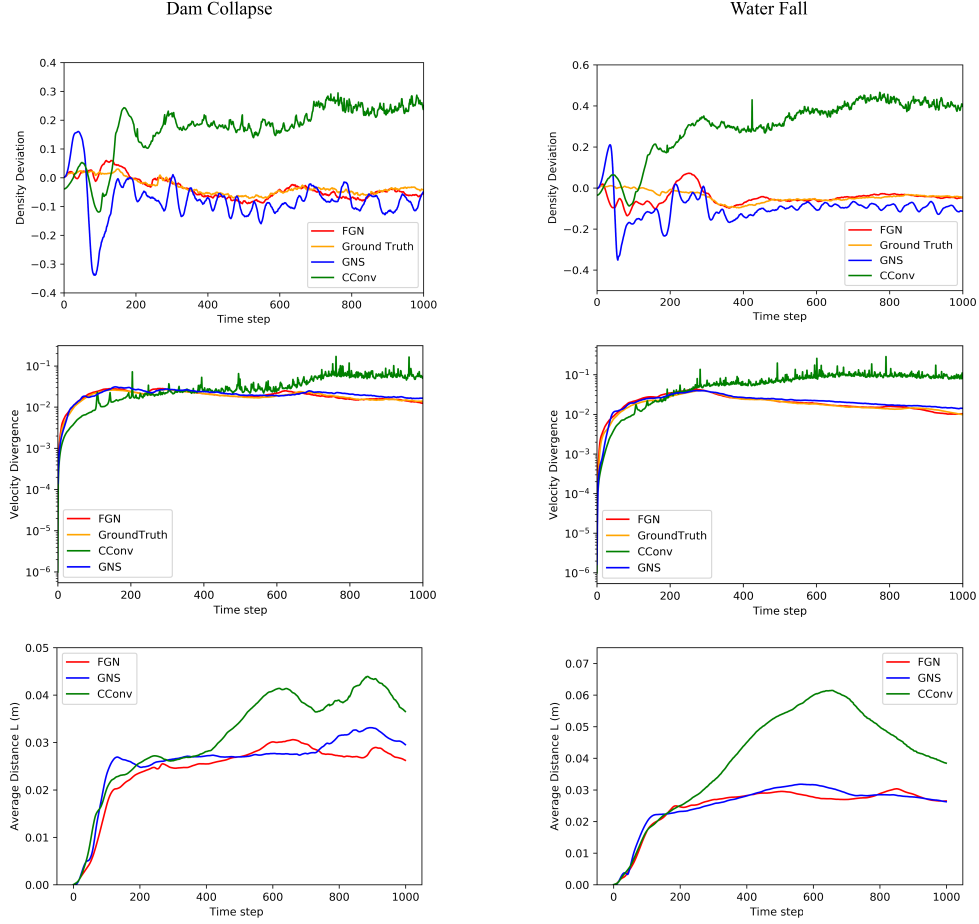 Dam Collapse
Water Fall
0.4
0.3
0.2
0.1
0.0
−0.1
−0.2
−0.3
−0.4
Density Deviation
0 200 400 600 800 1000
Time step
FGN
Ground Truth
GNS
CConv
0.6
0.4
0.2
0.0
−0.2
−0.4
Density Deviation
0 200 400 600 800 1000
Time step
FGN
Ground Truth
GNS
CConv
10−1
10−2
10−3
10−4
10−5
10−6
Velocity Divergence
0 200 400 600 800 1000
Time step
FGN
GroundTruth
CConv
GNS
10−1
10−2
10−3
10−4
10−5
10−6
Velocity Divergence
0 200 400 600 800 1000
Time step
FGN
GroundTruth
CConv
GNS
0.05
0.04
0.03
0.02
0.01
0.00
Average Distance L (m)
0 200 400 600 800 1000
Time step
FGN
GNS
CConv
0.07
0.06
0.05
0.04
0.03
0.02
0.01
0.00
Average Distance L (m)
0 200 400 600 800 1000
Time step
FGN
GNS
CConv